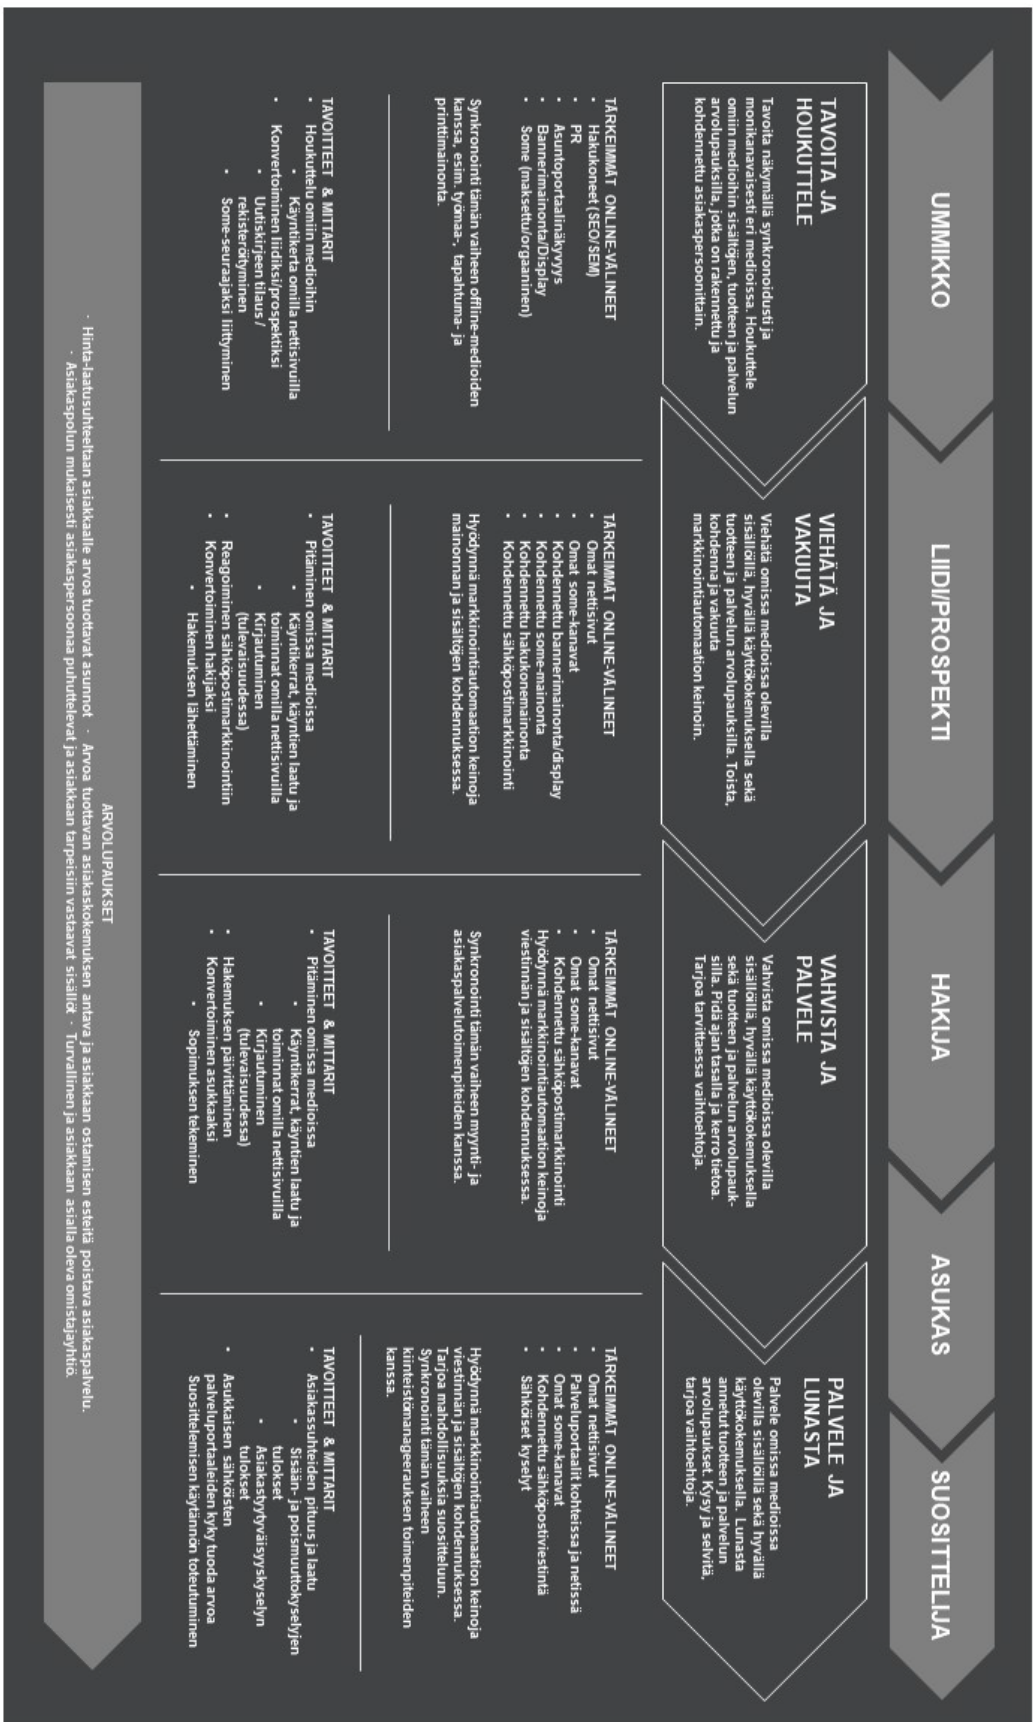 UMMIKKO
LIIDI/PROSPEKTI
HAKIJA
ASUKAS
SUOSITTELIJA
TAVOITA JA
HOUKUTTELE
Tavoita näkymällä synkronoidusti ja
monikanavaisesti eri medioissa. Houkuttele
omiin medioihin sisältöjen, tuotteen ja palvelun
arvolupauksilla, jotka on rakennettu ja
kohdennettu asiakaspersoonittain.
VIEHÄTÄ JA
VAKUUTA
Viehätä omissa medioissa olevilla
sisällöillä, hyvällä käyttökokemuksella sekä
tuotteen ja palvelun arvolupauksilla. Toista,
kohdenna ja vakuuta
markkinointiautomaation keinoin.
VAHVISTA JA
PALVELE
Vahvista omissa medioissa olevilla
sisällöillä, hyvällä käyttökokemuksella
sekä tuotteen ja palvelun arvolupauk-
silla. Pidä ajan tasalla ja kerro tietoa.
Tarjoa tarvittaessa vaihtoehtoja.
PALVELE JA
LUNASTA
Palvele omissa medioissa
olevilla sisällöillä sekä hyvällä
käyttökokemuksella. Lunasta
annetut tuotteen ja palvelun
arvolupaukset. Kysy ja selvitä,
tarjoa vaihtoehtoja.
TÄRKEIMMÄT ONLINE-VÄLINEET
• Hakukoneet (SEO/SEM)
• PR
• Asuntoportaalinäkyvyys
• Bannerimainonta/Display
• Some (maksettu/orgaaninen)
Synkronointi tämän vaiheen offline-medioiden
kanssa, esim. työmaa-, tapahtuma- ja
printtimainonta.
TAVOITTEET & MITTARIT
• Houkuttelu omiin medioihin
• Käyntikerta omilla nettisivuilla
• Konvertoiminen liidiksi/prospektiksi
• Uutiskirjeen tilaus /
rekisteröityminen
• Some-seuraajaksi liittyminen
TÄRKEIMMÄT ONLINE-VÄLINEET
• Omat nettisivut
• Omat some-kanavat
• Kohdennettu bannerimainonta/display
• Kohdennettu some-mainonta
• Kohdennettu hakukonemainonta
• Kohdennettu sähköpostimarkkinointi
Hyödynnä markkinointiautomaation keinoja
mainonnan ja sisältöjen kohdennuksessa.
TAVOITTEET & MITTARIT
• Pitäminen omissa medioissa
• Käyntikerrat, käyntien laatu ja
toiminnat omilla nettisivuilla
• Kirjautuminen
(tulevaisuudessa)
• Reagoiminen sähköpostimarkkinointiin
• Konvertoiminen hakijaksi
• Hakemuksen lähettäminen
TÄRKEIMMÄT ONLINE-VÄLINEET
• Omat nettisivut
• Omat some-kanavat
• Kohdennettu sähköpostimarkkinointi
Hyödynnä markkinointiautomaation keinoja
viestinnän ja sisältöjen kohdennuksessa.
Synkronointi tämän vaiheen myynti- ja
asiakaspalvelutoimenpiteiden kanssa.
TAVOITTEET & MITTARIT
• Pitäminen omissa medioissa
• Käyntikerrat, käyntien laatu ja
toiminnat omilla nettisivuilla
• Kirjautuminen
(tulevaisuudessa)
• Hakemuksen päivittäminen
• Konvertoiminen asukkaaksi
• Sopimuksen tekeminen
TÄRKEIMMÄT ONLINE-VÄLINEET
• Omat nettisivut
• Palveluportaalit kohteissa ja netissä
• Omat some-kanavat
• Kohdennettu sähköpostiviestintä
• Sähköiset kyselyt
Hyödynnä markkinointiautomaation keinoja
viestinnän ja sisältöjen kohdennuksessa.
Tarjoa mahdollisuuksia suositteluun.
Synkronointi tämän vaiheen
kiinteistömanageerauksen toimenpiteiden
kanssa.
TAVOITTEET & MITTARIT
• Asiakassuhteiden pituus ja laatu
• Sisään- ja poismuuttokyselyjen
tulokset
• Asiakastyytyväisyyskyselyn
tulokset
• Asukkaisen sähköisten
palveluportaaleiden kyky tuoda arvoa
Suosittelemisen käytännön toteutuminen
ARVOLUPAUKSET
· Hinta-laatusuhteeltaan asiakkaalle arvoa tuottavat asunnot · Arvoa tuottavan asiakaskokemuksen antava ja asiakkaan ostamisen esteitä poistava asiakaspalvelu.
· Asiakaspolun mukaisesti asiakaspersoonaa puhuttelevat ja asiakkaan tarpeisiin vastaavat sisällöt · Turvallinen ja asiakkaan asialla oleva omistajayhtiö.